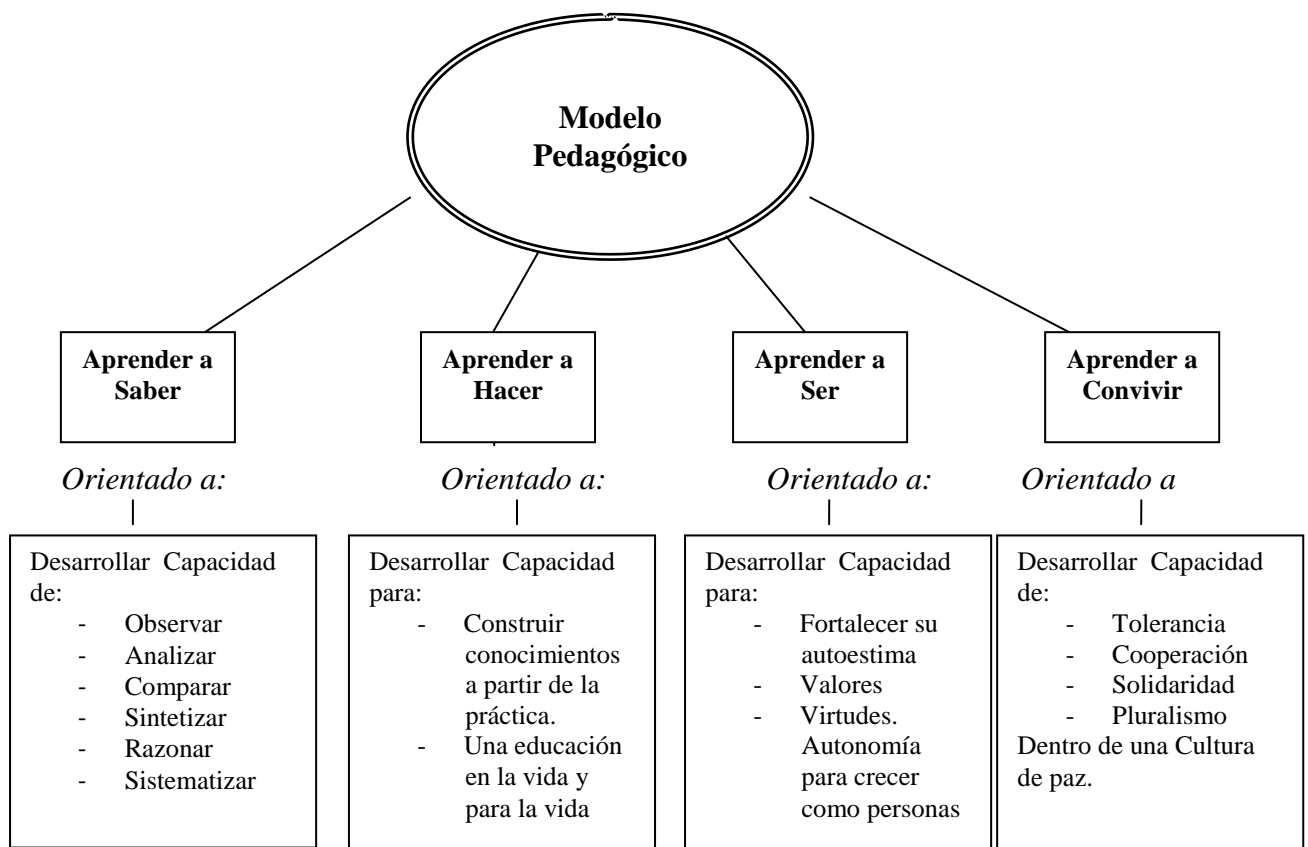 Modelo
Pedagógico
Aprender a
Saber
Aprender a
Hacer
Aprender a
Ser
Aprender a
Convivir
Orientado a:
Orientado a:
Orientado a:
Orientado a
Desarrollar Capacidad
de:
- Observar
- Analizar
- Comparar
- Sintetizar
- Razonar
- Sistematizar
Desarrollar Capacidad
para:
- Construir
conocimientos
a partir de la
práctica.
- Una educación
en la vida y
para la vida
Desarrollar Capacidad
para:
- Fortalecer su
autoestima
- Valores
- Virtudes.
Autonomía
para crecer
como personas
Desarrollar Capacidad
de:
- Tolerancia
- Cooperación
- Solidaridad
- Pluralismo
Dentro de una Cultura
de paz.